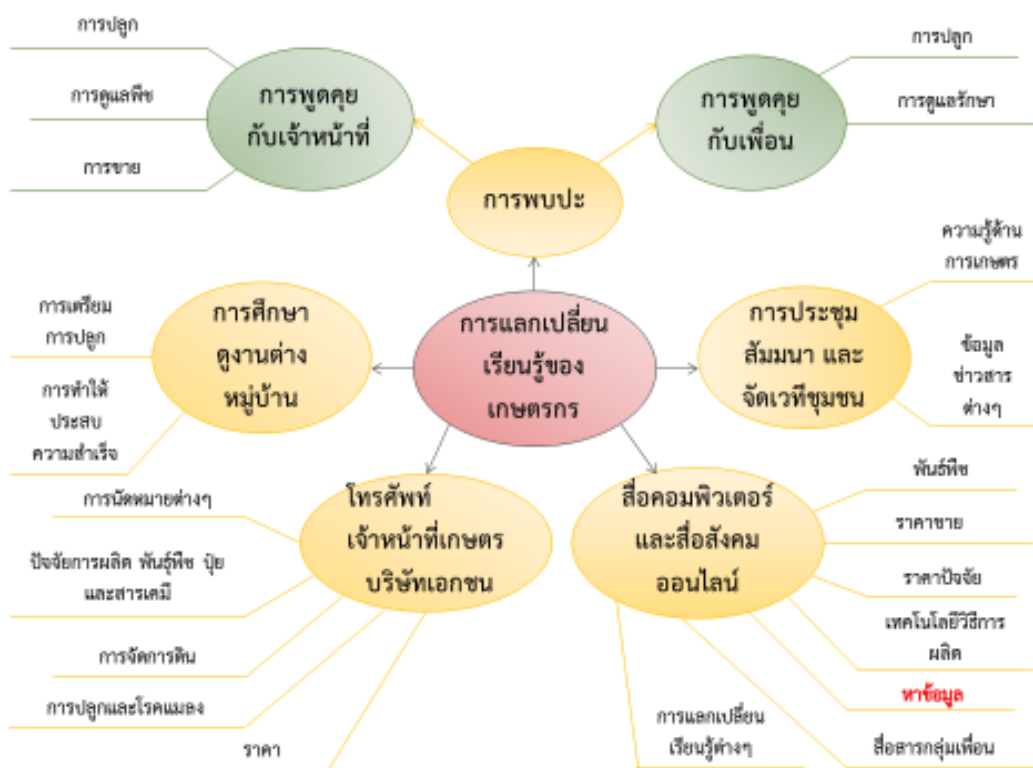 การปลูก
การดูแลพืช
การขาย
การพูดคุย
กับเจ้าหน้าที่
การพูดคุย
กับเพื่อน
การปลูก
การดูแลรักษา
การพบปะ
ความรู้ด้าน
การเกษตร
ข้อมูล
ข่าวสาร
ต่างๆ
การประชุม
สัมมนา และ
จัดเวทีชุมชน
การแลกเปลี่ยน
เรียนรู้ของ
เกษตรกร
การศึกษา
ดูงานต่าง
หมู่บ้าน
การเตรียม
การปลูก
การทำให้
ประสบ
ความสำเร็จ
โทรศัพท์
เจ้าหน้าที่เกษตร
บริษัทเอกชน
การนัดหมายต่างๆ
ปัจจัยการผลิต พันธุ์พืช ปุ๋ย
และสารเคมี
การจัดการดิน
การปลูกและโรคแมลง
ราคา
สื่อคอมพิวเตอร์
และสื่อสังคม
ออนไลน์
พันธ์พืช
ราคาขาย
ราคาปัจจัย
เทคโนโลยีวิธีการ
ผลิต
หาข้อมูล
สื่อสารกลุ่มเพื่อน
การแลกเปลี่ยน
เรียนรู้ต่างๆ